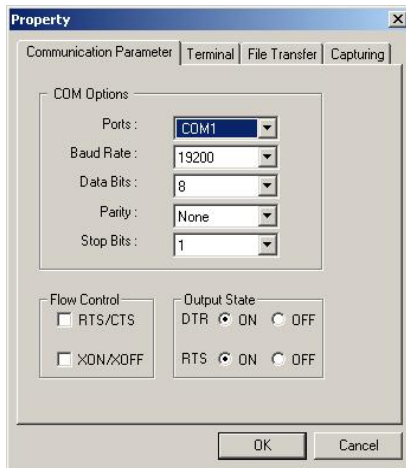 Property
Communication Parameter Terminal File Transfer Capturing
COM Options
Ports : COM1
Baud Rate : 19200
Data Bits : 8
Parity : None
Stop Bits : 1
Flow Control Output State
RTS/CTS DTR ON OFF
XON/XOFF RTS ON OFF
OK Cancel